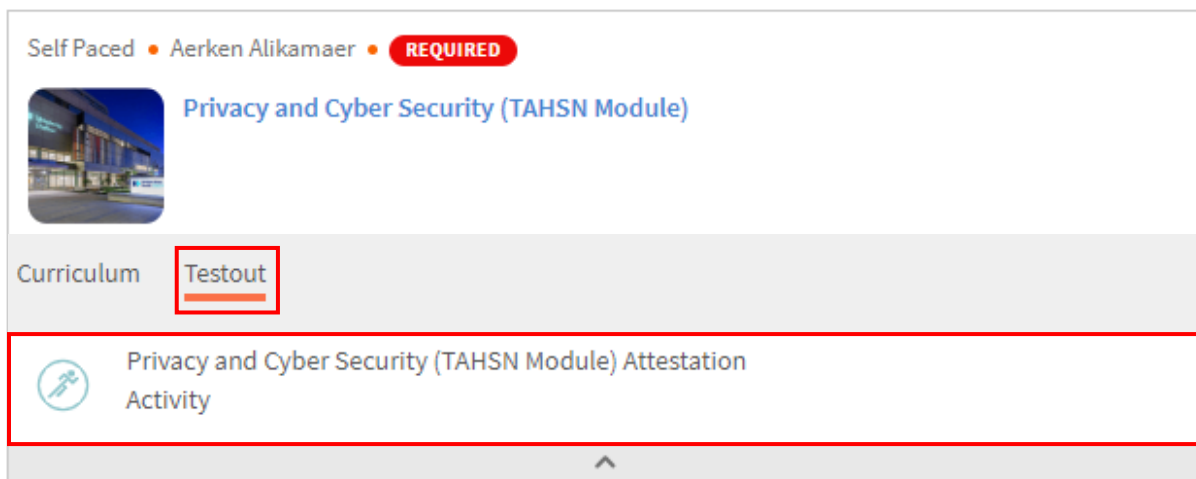 Self Paced • Aerken Alikamaer • REQUIRED
Privacy and Cyber Security (TAHSN Module)
Curriculum Testout
Privacy and Cyber Security (TAHSN Module) Attestation
Activity